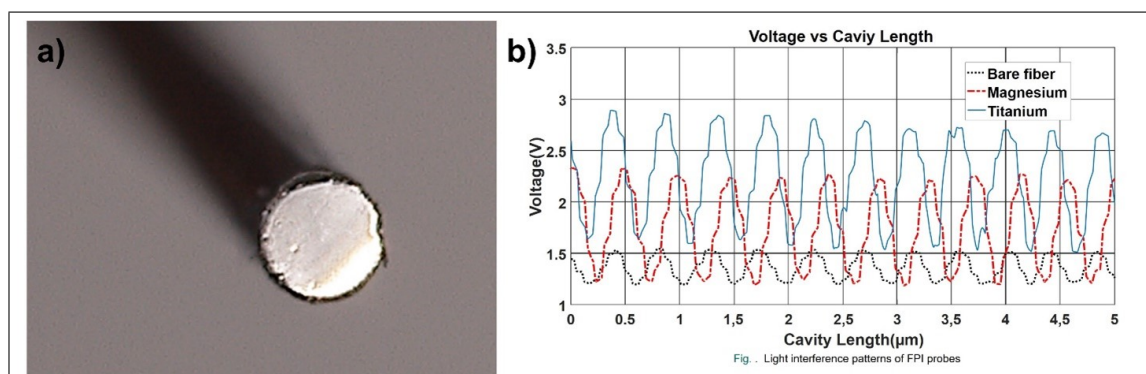 a)
b)
Voltage vs Caviy Length
3.5
3
2.5
2
1.5
1
Voltage(V)
Bare fiber
Magnesium
Titanium
0 0.5 1 1,5 2 2.5 3 3.5 4 4.5 5
Cavity Length(µm)
Fig. . Light interference patterns of FPI probes